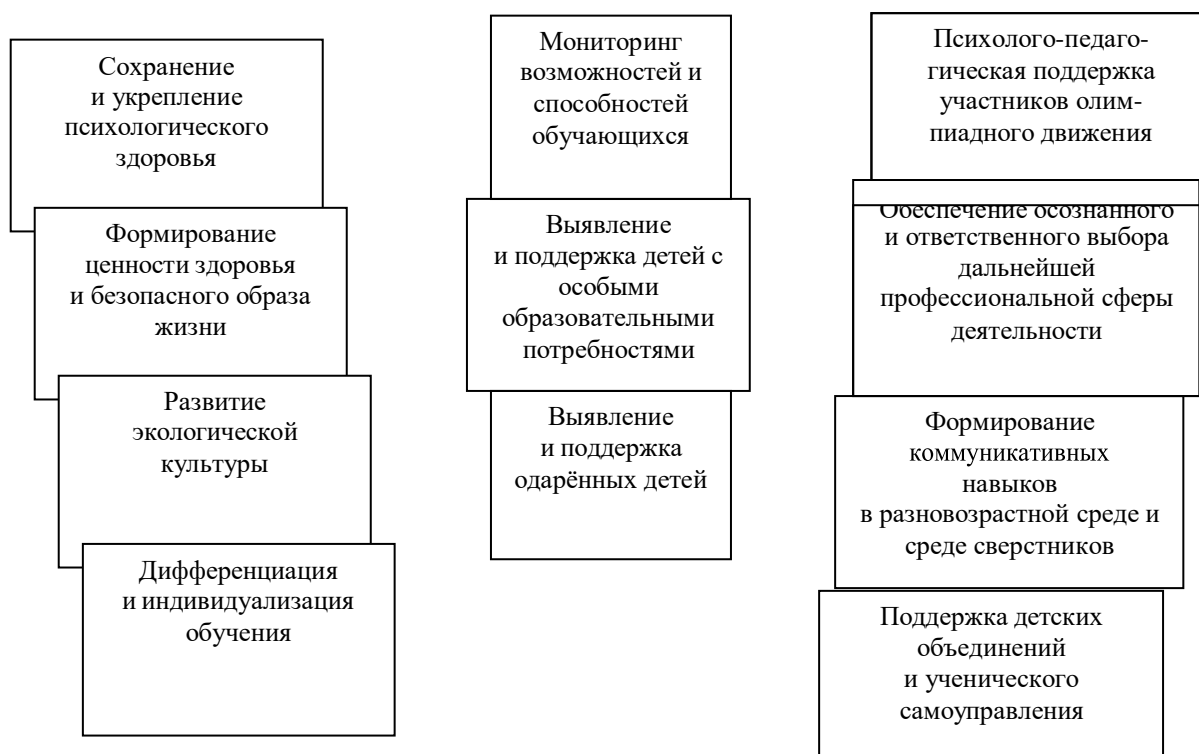 Сохранение
и укрепление
психологического
здоровья
Формирование
ценности здоровья
и безопасного образа
жизни
Развитие
экологической
культуры
Дифференциация
и индивидуализация
обучения
Мониторинг
возможностей и
способностей
обучающихся
Выявление
и поддержка детей с
особыми
образовательными
потребностями
Выявление
и поддержка
одарённых детей
Психолого-педаго-
гическая поддержка
участников олим-
пиадного движения
Обеспечение осознанного
и ответственного выбора
дальнейшей
профессиональной сферы
деятельности
Формирование
коммуникативных
навыков
в разновозрастной среде и
среде сверстников
Поддержка детских
объединений
и ученического
самоуправления